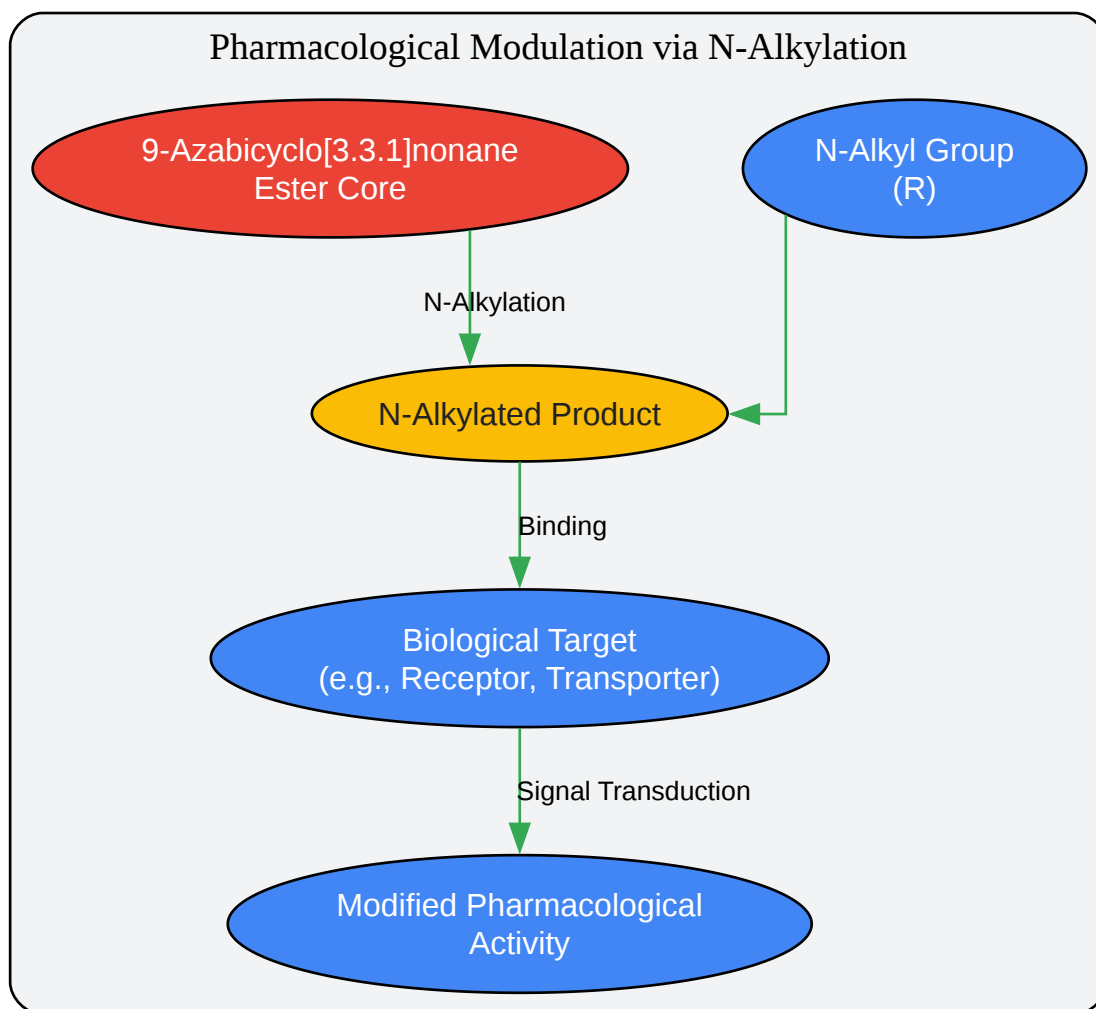 Pharmacological Modulation via N-Alkylation
9-Azabicyclo[3.3.1]nonane
Ester Core
N-Alkyl Group
(R)
N-Alkylation
N-Alkylated Product
Binding
Biological Target
(e.g., Receptor, Transporter)
Signal Transduction
Modified Pharmacological
Activity